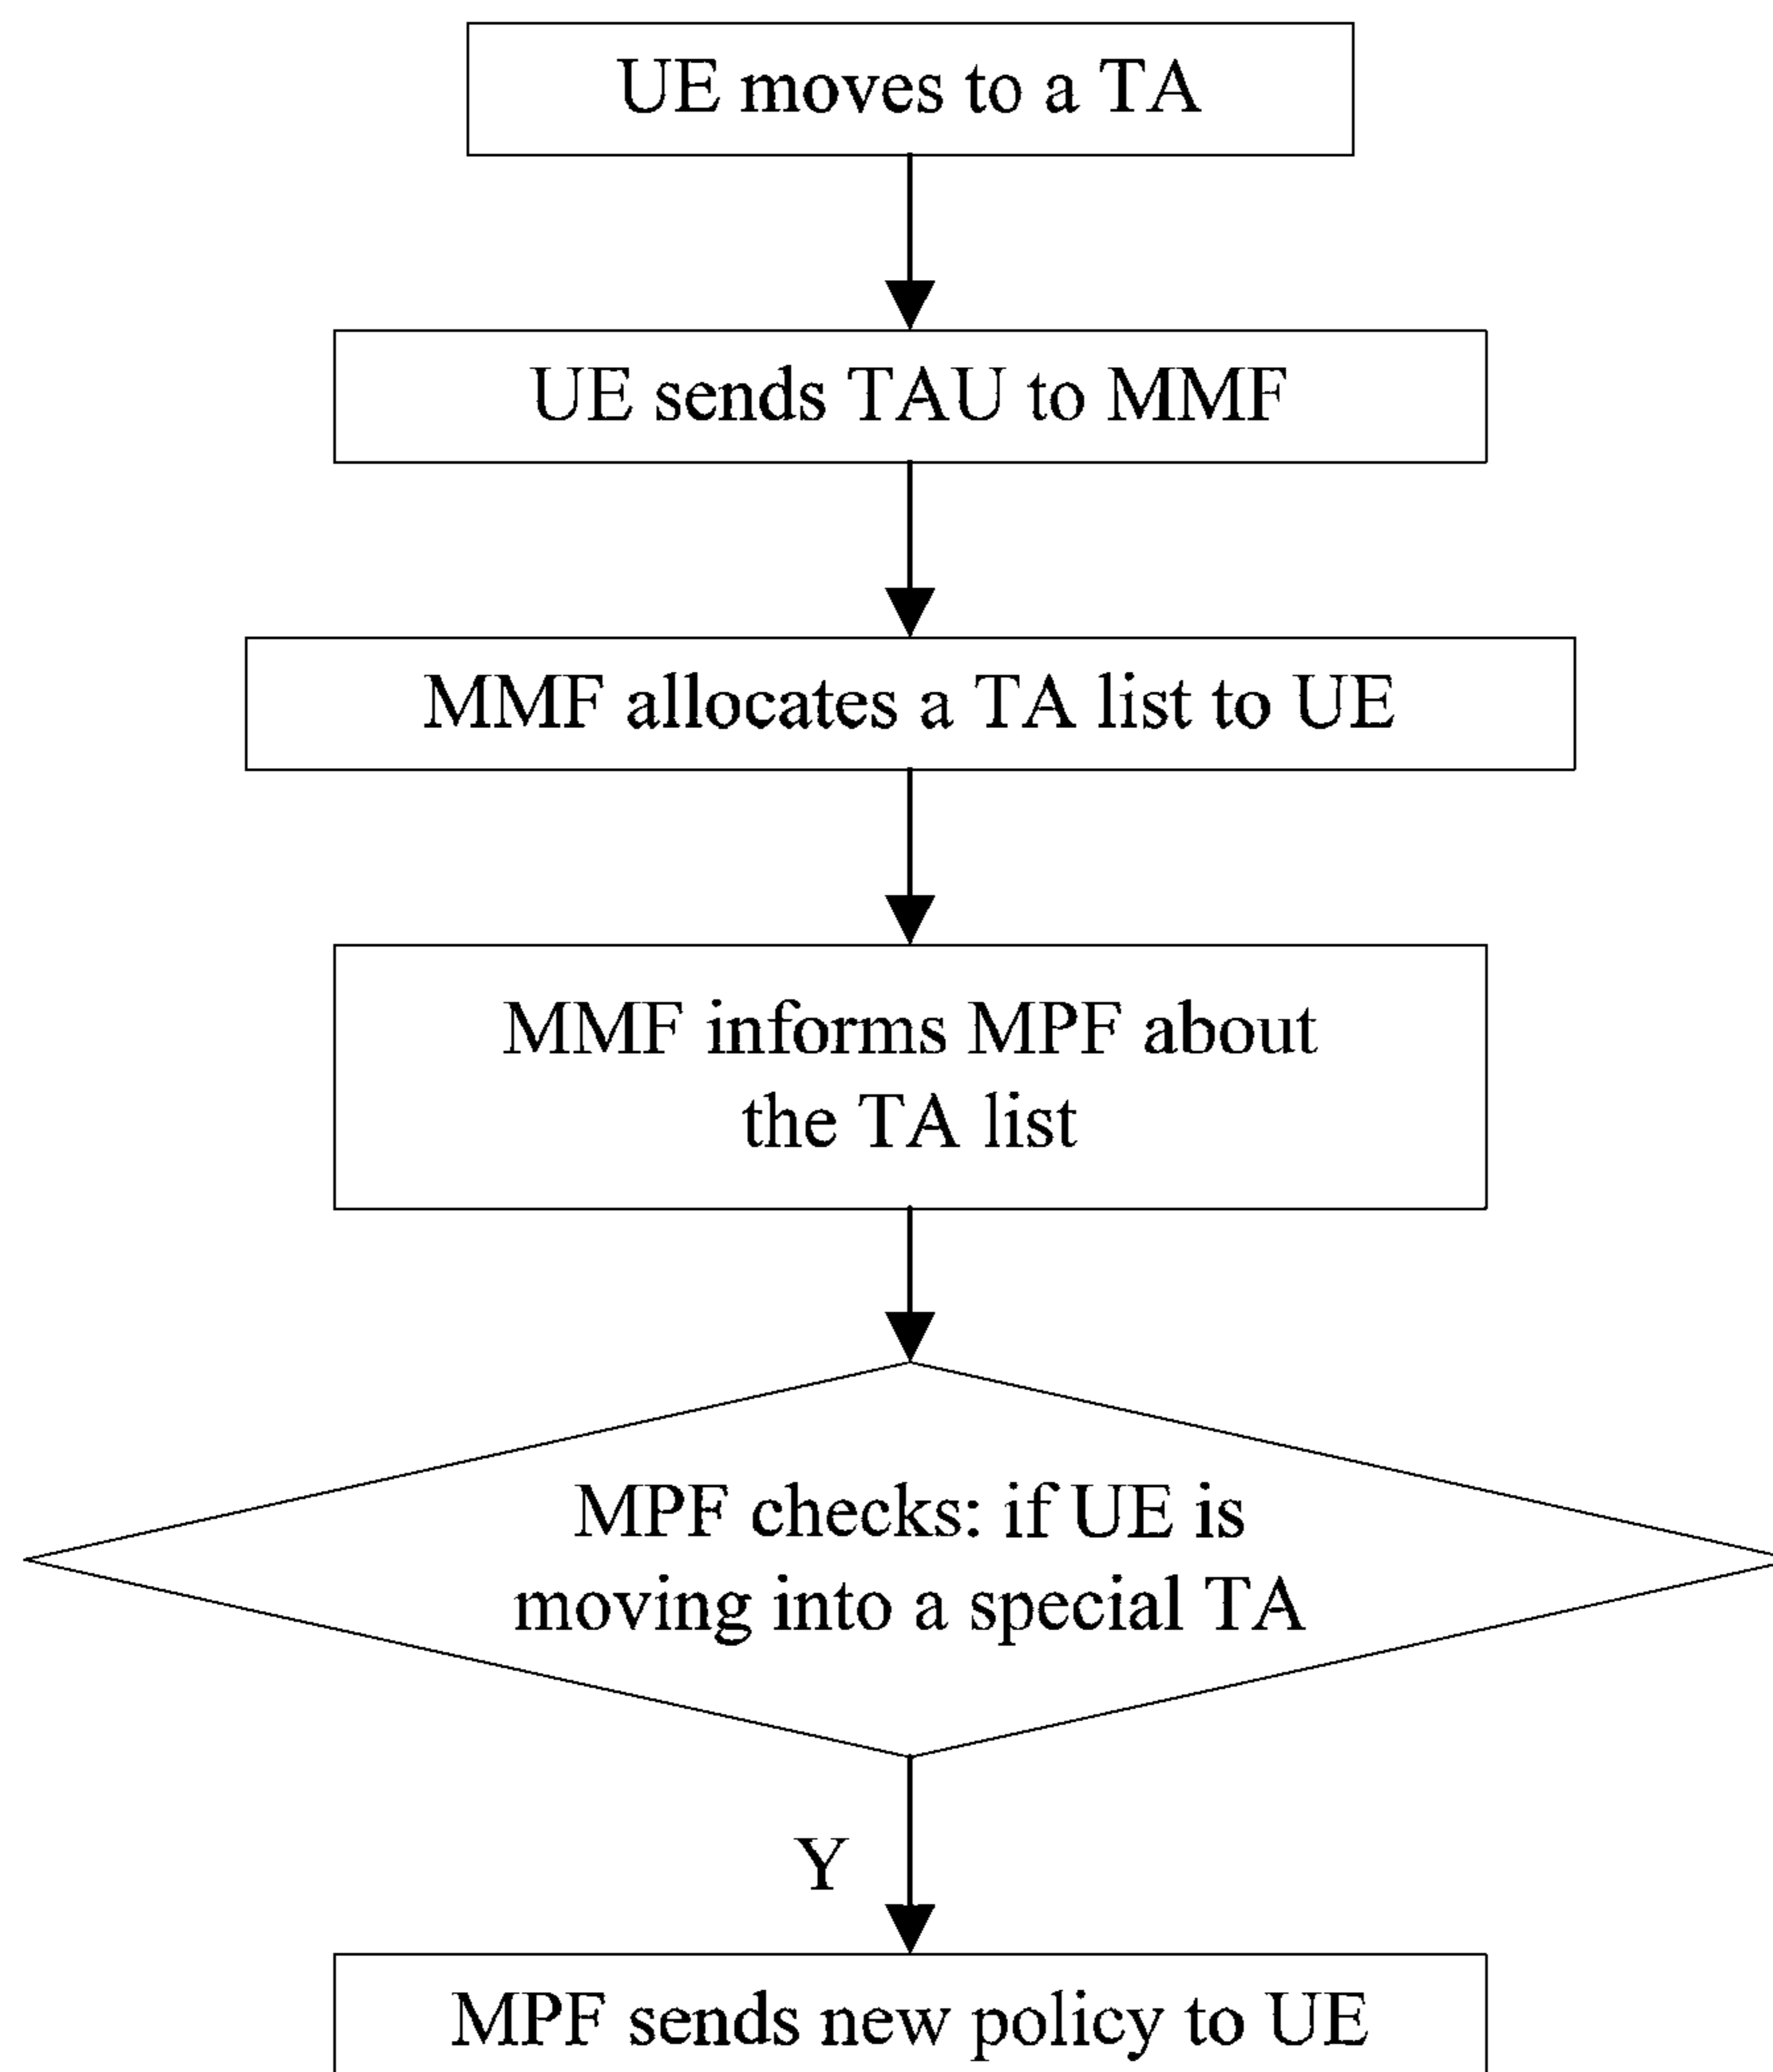 UE moves to a TA
UE sends TAU to MMF
MMF allocates a TA list to UE
MMF informs MPF about
the TA list
MPF checks: if UE is
moving into a special TA
Y
MPF sends new policy to UE